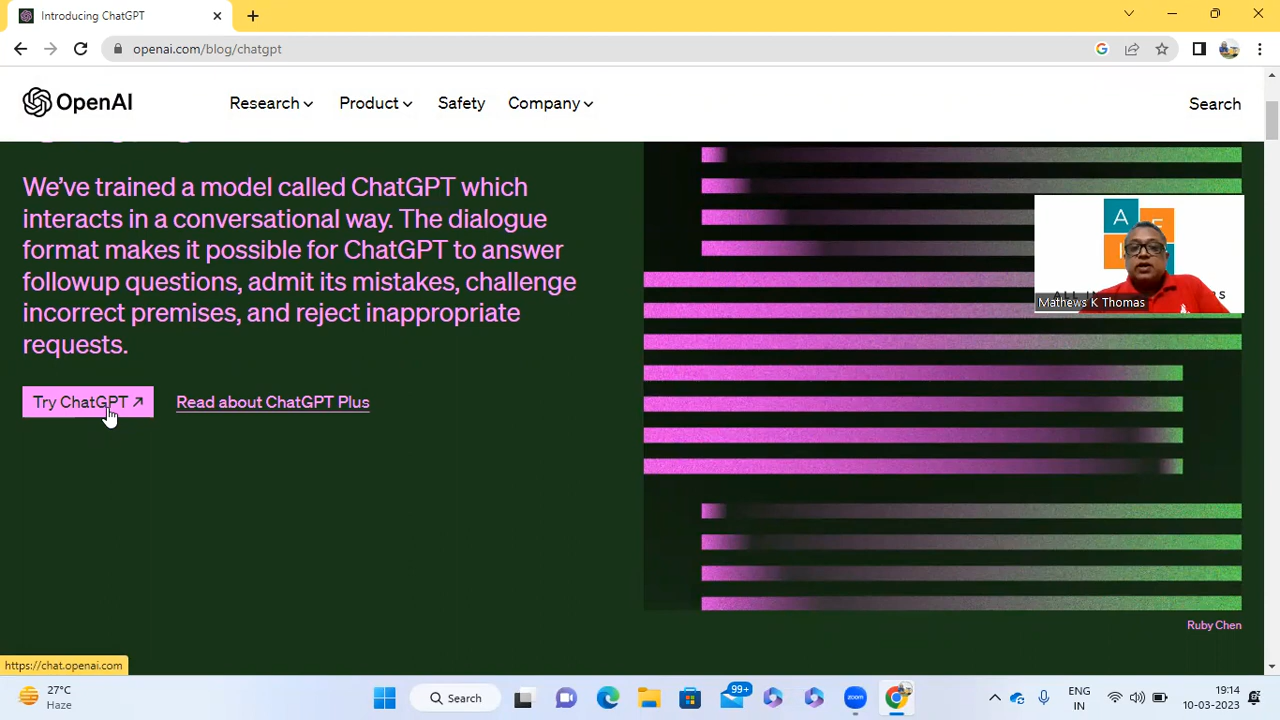 Introducing ChatGPT
openai.com/blog/chatgpt
OpenAI
Research
Product
Safety
Company
Search
We’ve trained a model called ChatGPT which
interacts in a conversational way. The dialogue
format makes it possible for ChatGPT to answer
followup questions, admit its mistakes, challenge
incorrect premises, and reject inappropriate
requests.
Try ChatGPT ↗
Read about ChatGPT Plus
A
Mathews K Thomas
Ruby Chen
https://chat.openai.com
27°C
Haze
Search
99+
zoom
ENG
IN
19:14
10-03-2023